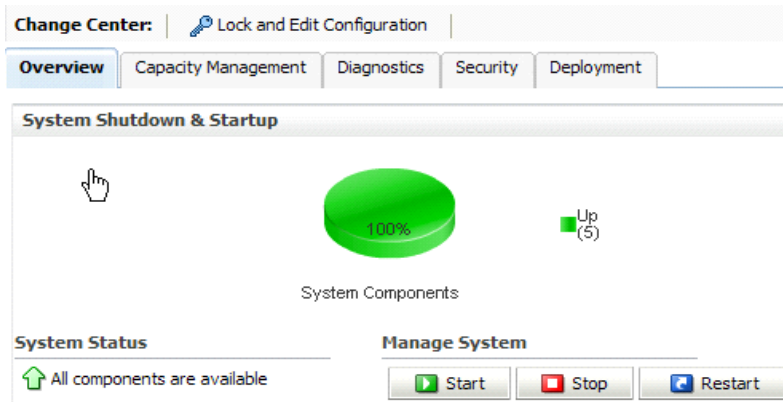 Change Center: Lock and Edit Configuration
Overview Capacity Management Diagnostics Security Deployment
System Shutdown & Startup
100%
Up
(5)
System Components
System Status Manage System
All components are available Start Stop Restart